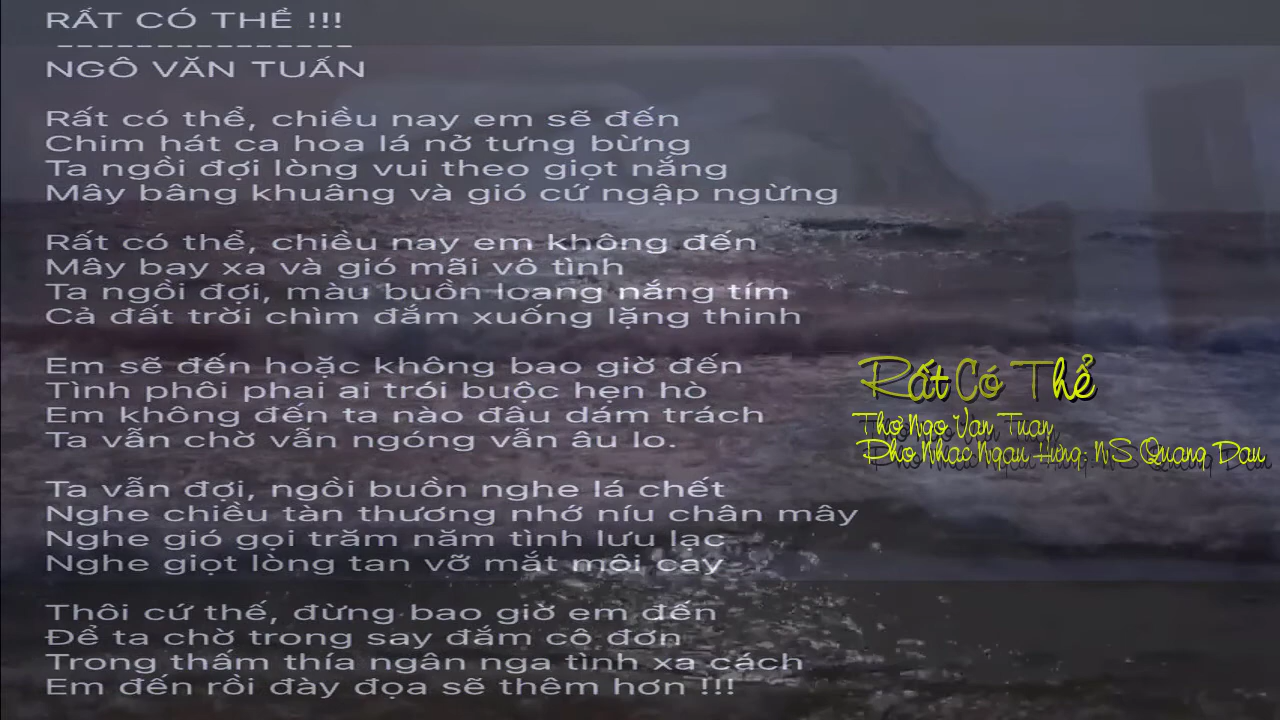 RẤT CÓ THỂ !!!
---------------
NGÔ VĂN TUẤN
Rất có thể, chiều nay em sẽ đến
Chim hát ca hoa lá nở tưng bừng
Ta ngồi đợi lòng vui theo giọt nắng
Mây bâng khuâng và gió cứ ngập ngừng
Rất có thể, chiều nay em không đến
Mây bay xa và gió mãi vô tình
Ta ngồi đợi, màu buồn loang nắng tím
Cả đất trời chìm đắm xuống lặng thinh
Em sẽ đến hoặc không bao giờ đến
Tình phôi phai ai trói buộc hẹn hò
Em không đến ta nào đâu dám trách
Ta vẫn chờ vẫn ngóng vẫn âu lo.
Ta vẫn đợi, ngồi buồn nghe lá chết
Nghe chiều tàn thương nhớ níu chân mây
Nghe gió gọi trăm năm tình lưu lạc
Nghe giọt lòng tan vỡ mắt môi cay
Thôi cứ thế, đừng bao giờ em đến
Để ta chờ trong say đắm cô đơn
Trong thấm thía ngân nga tình xa cách
Em đến rồi đày đọa sẽ thêm hơn !!!
Rất Có Thể
Thơ Ngo Van Tuan
Pho Nhac Ngau Hưng: NS Quang Dau